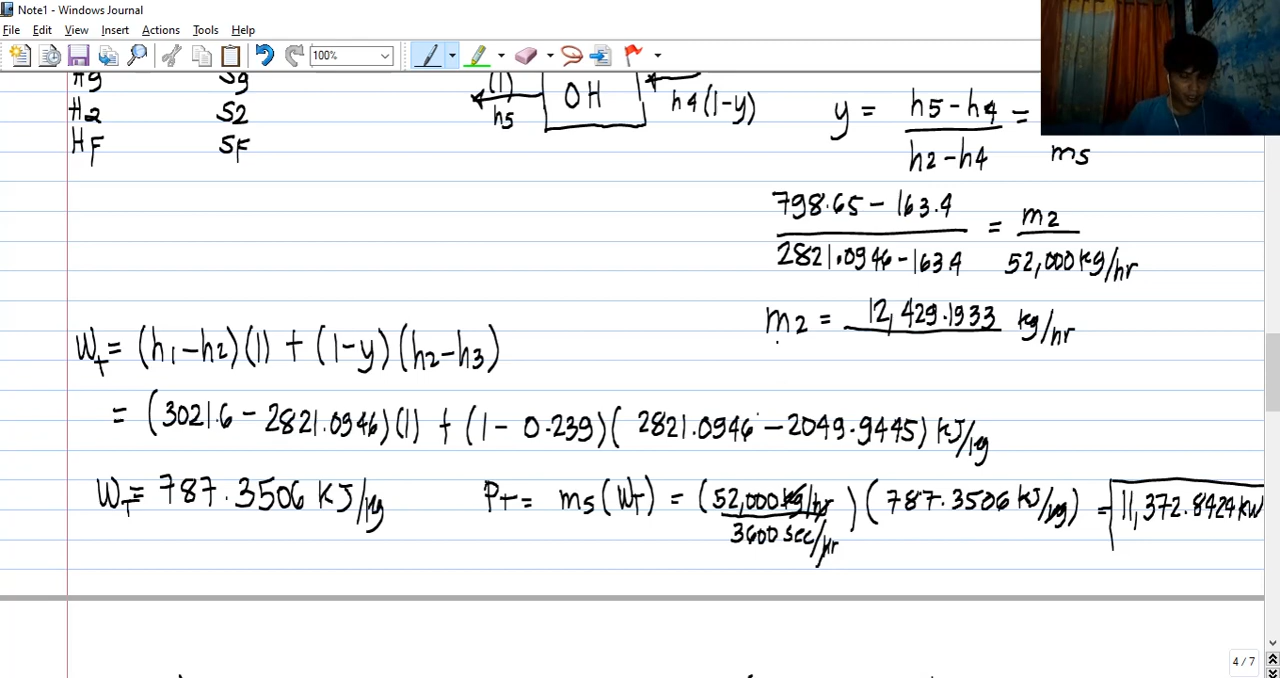 Note1 - Windows Journal
File Edit View Insert Actions Tools Help
100%
hg Sg
H2 S2
HF SF
(1)
h5
OH
h4(1-y)
y = h5-h4 / h2-h4 =
ms
798.65 - 163.4 / 2821.0946 - 163.4 = m2 / 52,000 kg/hr
m2 = 12,429.1933 kg/hr
Wt = (h1-h2)(1) + (1-y)(h2-h3)
= (3021.6 - 2821.0946)(1) + (1 - 0.239)(2821.0946 - 2049.9445) KJ/kg
WT = 787.3506 KJ/kg
Pt = ms(WT) = (52,000 kg/hr / 3600 sec/hr)(787.3506 KJ/kg) = 11,372.8424 KW
4 / 7